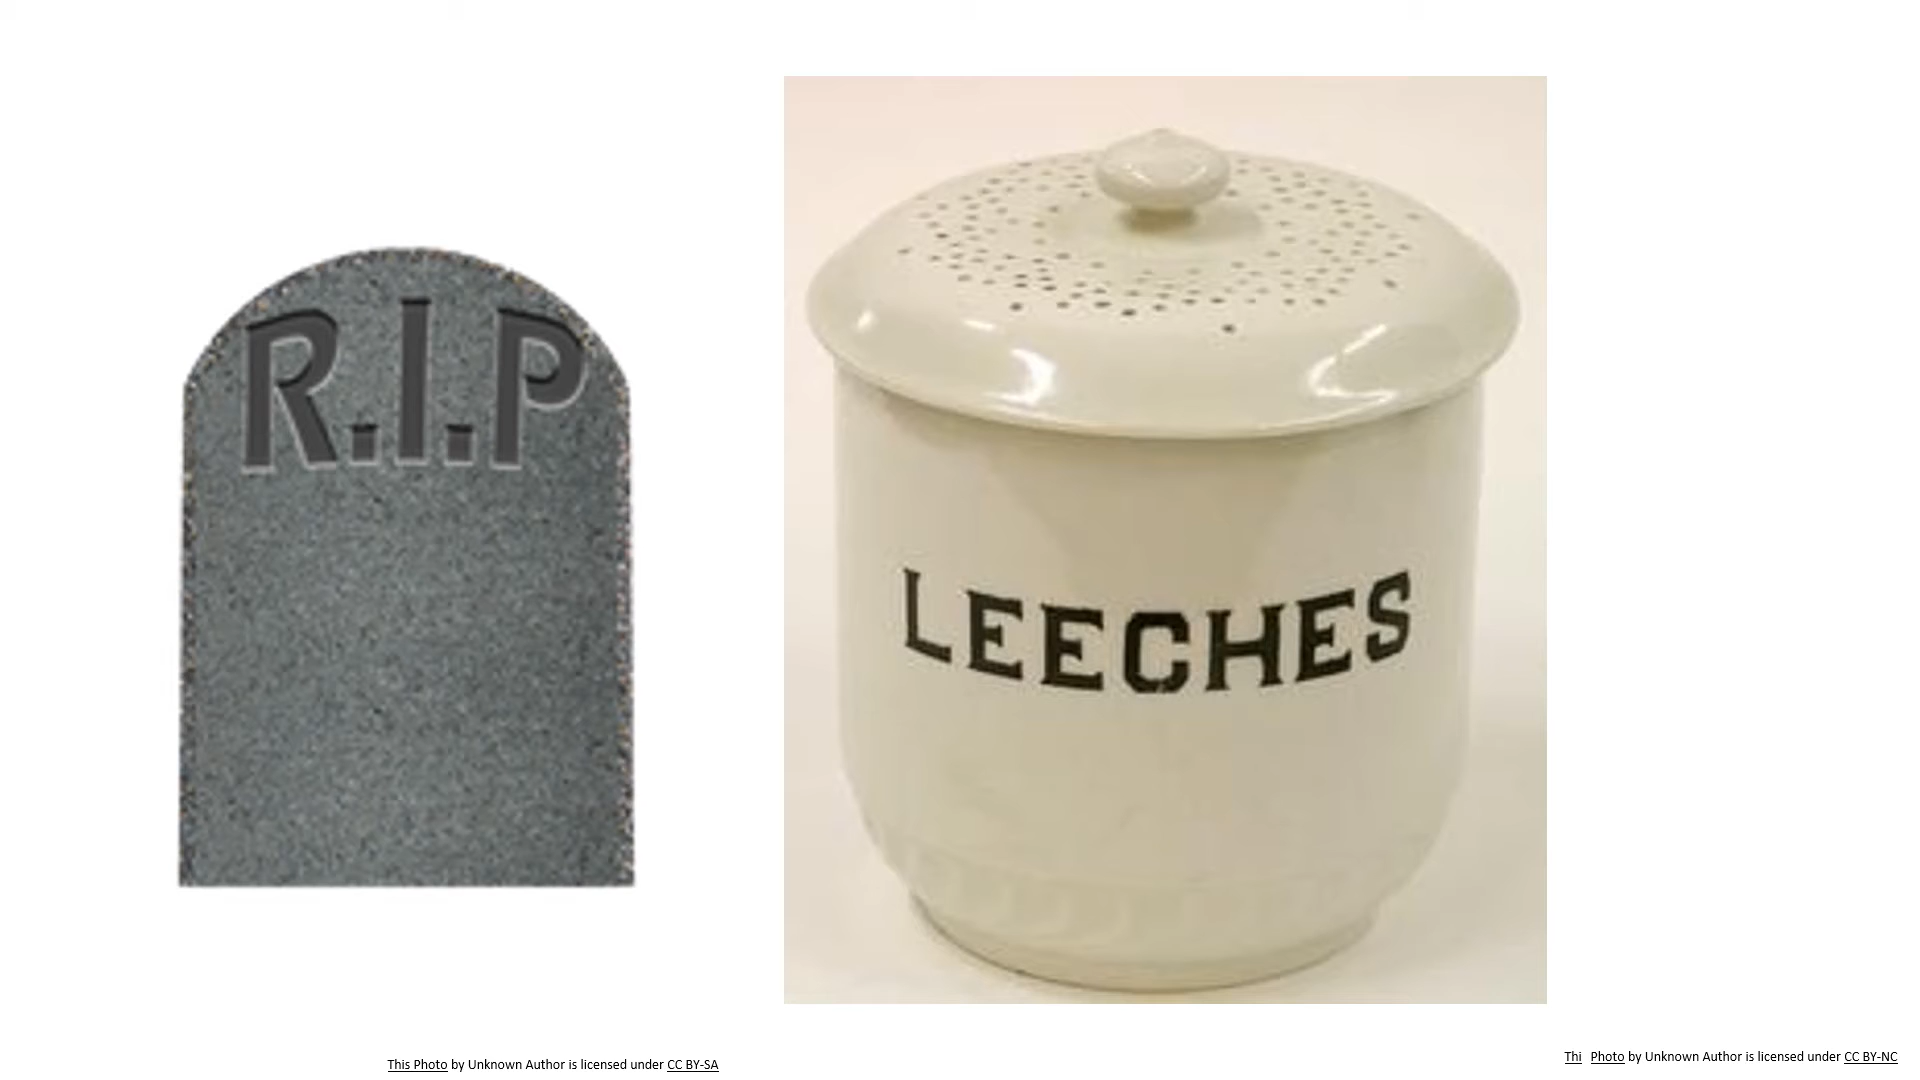 R.I.P
LEECHES
This Photo by Unknown Author is licensed under CC BY-SA
Thi Photo by Unknown Author is licensed under CC BY-NC